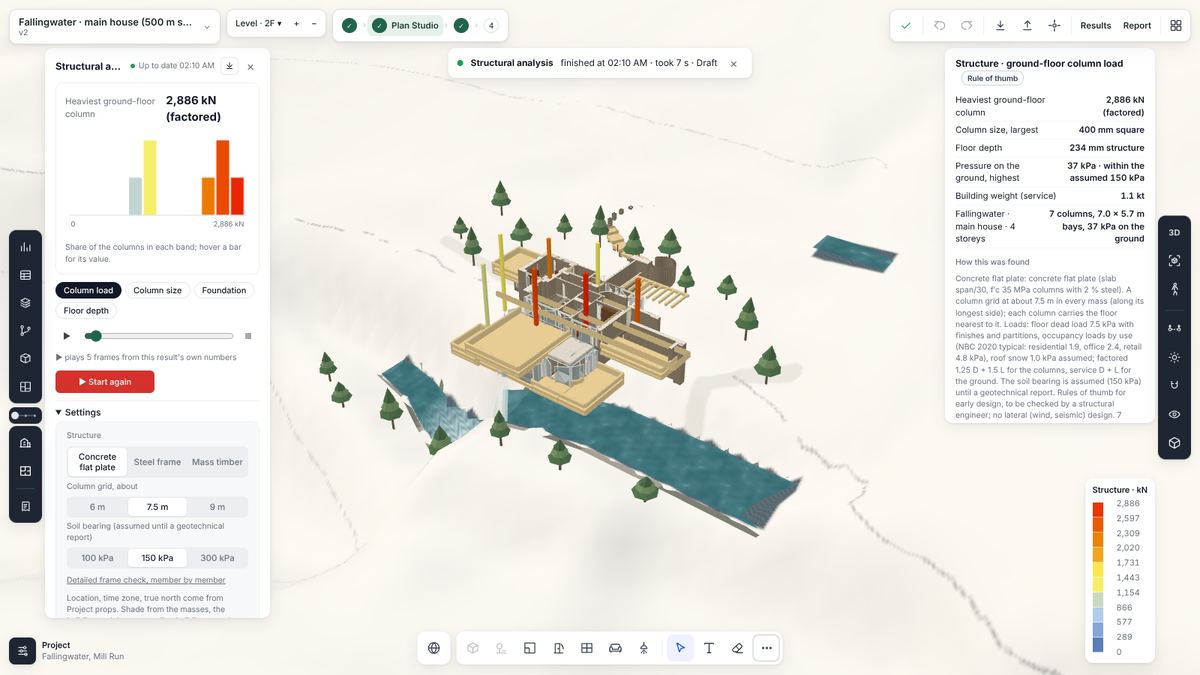 Fallingwater · main house (500 m s...
v2
Level · 2F
+
−
Plan Studio
4
Results
Report
Structural a...
Up to date 02:10 AM
×
Structural analysis finished at 02:10 AM · took 7 s · Draft
×
Heaviest ground-floor column
2,886 kN
(factored)
0
2,886 kN
Share of the columns in each band; hover a bar
for its value.
Column load
Column size
Foundation
Floor depth
▶ plays 5 frames from this result's own numbers
▶ Start again
▼ Settings
Structure
Concrete
flat plate
Steel frame
Mass timber
Column grid, about
6 m
7.5 m
9 m
Soil bearing (assumed until a geotechnical
report)
100 kPa
150 kPa
300 kPa
Detailed frame check, member by member
Location, time zone, true north come from
Project props. Shade from the masses, the
Project
Fallingwater, Mill Run
Structure · ground-floor column load
Rule of thumb
Heaviest ground-floor column
2,886 kN
(factored)
Column size, largest
400 mm square
Floor depth
234 mm structure
Pressure on the ground, highest
37 kPa · within the
assumed 150 kPa
Building weight (service)
1.1 kt
Fallingwater · main house · 4 storeys
7 columns, 7.0 × 5.7 m
bays, 37 kPa on the
ground
How this was found
Concrete flat plate: concrete flat plate (slab
span/30, f'c 35 MPa columns with 2 % steel). A
column grid at about 7.5 m in every mass (along its
longest side); each column carries the floor
nearest to it. Loads: floor dead load 7.5 kPa with
finishes and partitions, occupancy loads by use
(NBC 2020 typical: residential 1.9, office 2.4, retail
4.8 kPa), roof snow 1.0 kPa assumed; factored
1.25 D + 1.5 L for the columns, service D + L for
the ground. The soil bearing is assumed (150 kPa)
until a geotechnical report. Rules of thumb for
early design, to be checked by a structural
engineer; no lateral (wind, seismic) design. 7
3D
Structure · kN
2,886
2,597
2,309
2,020
1,731
1,443
1,154
866
577
289
0